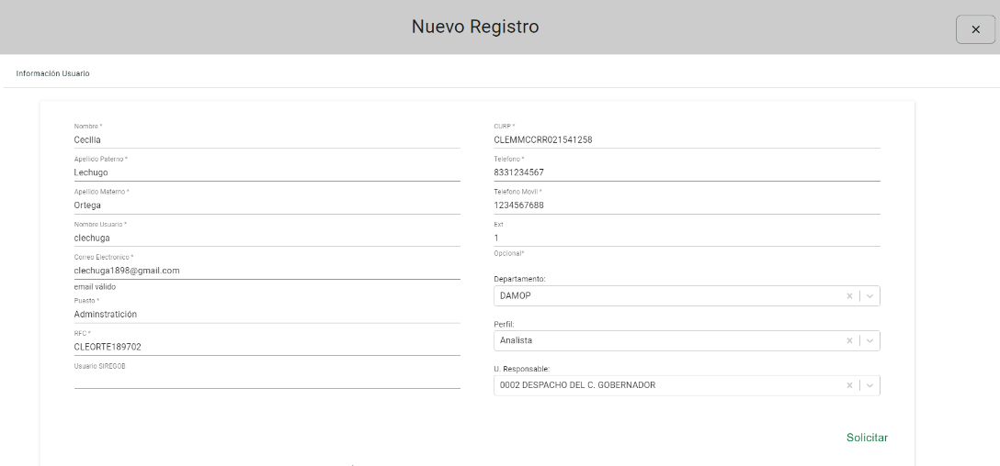 Nuevo Registro
Información Usuario
Nombre *
Cecilia
Apellido Paterno *
Lechugo
Apellido Materno *
Ortega
Nombre Usuario *
clechuga
Correo Electronico *
clechuga1898@gmail.com
email válido
Puesto *
Adminstratición
RFC *
CLEORTE189702
Usuario SIREGOB
CURP *
CLEMMCCRR021541258
Telefono *
8331234567
Telefono Movil *
1234567688
Ext
1
Opcional*
Departamento:
DAMOP
Perfil:
Analista
U. Responsable:
0002 DESPACHO DEL C. GOBERNADOR
Solicitar